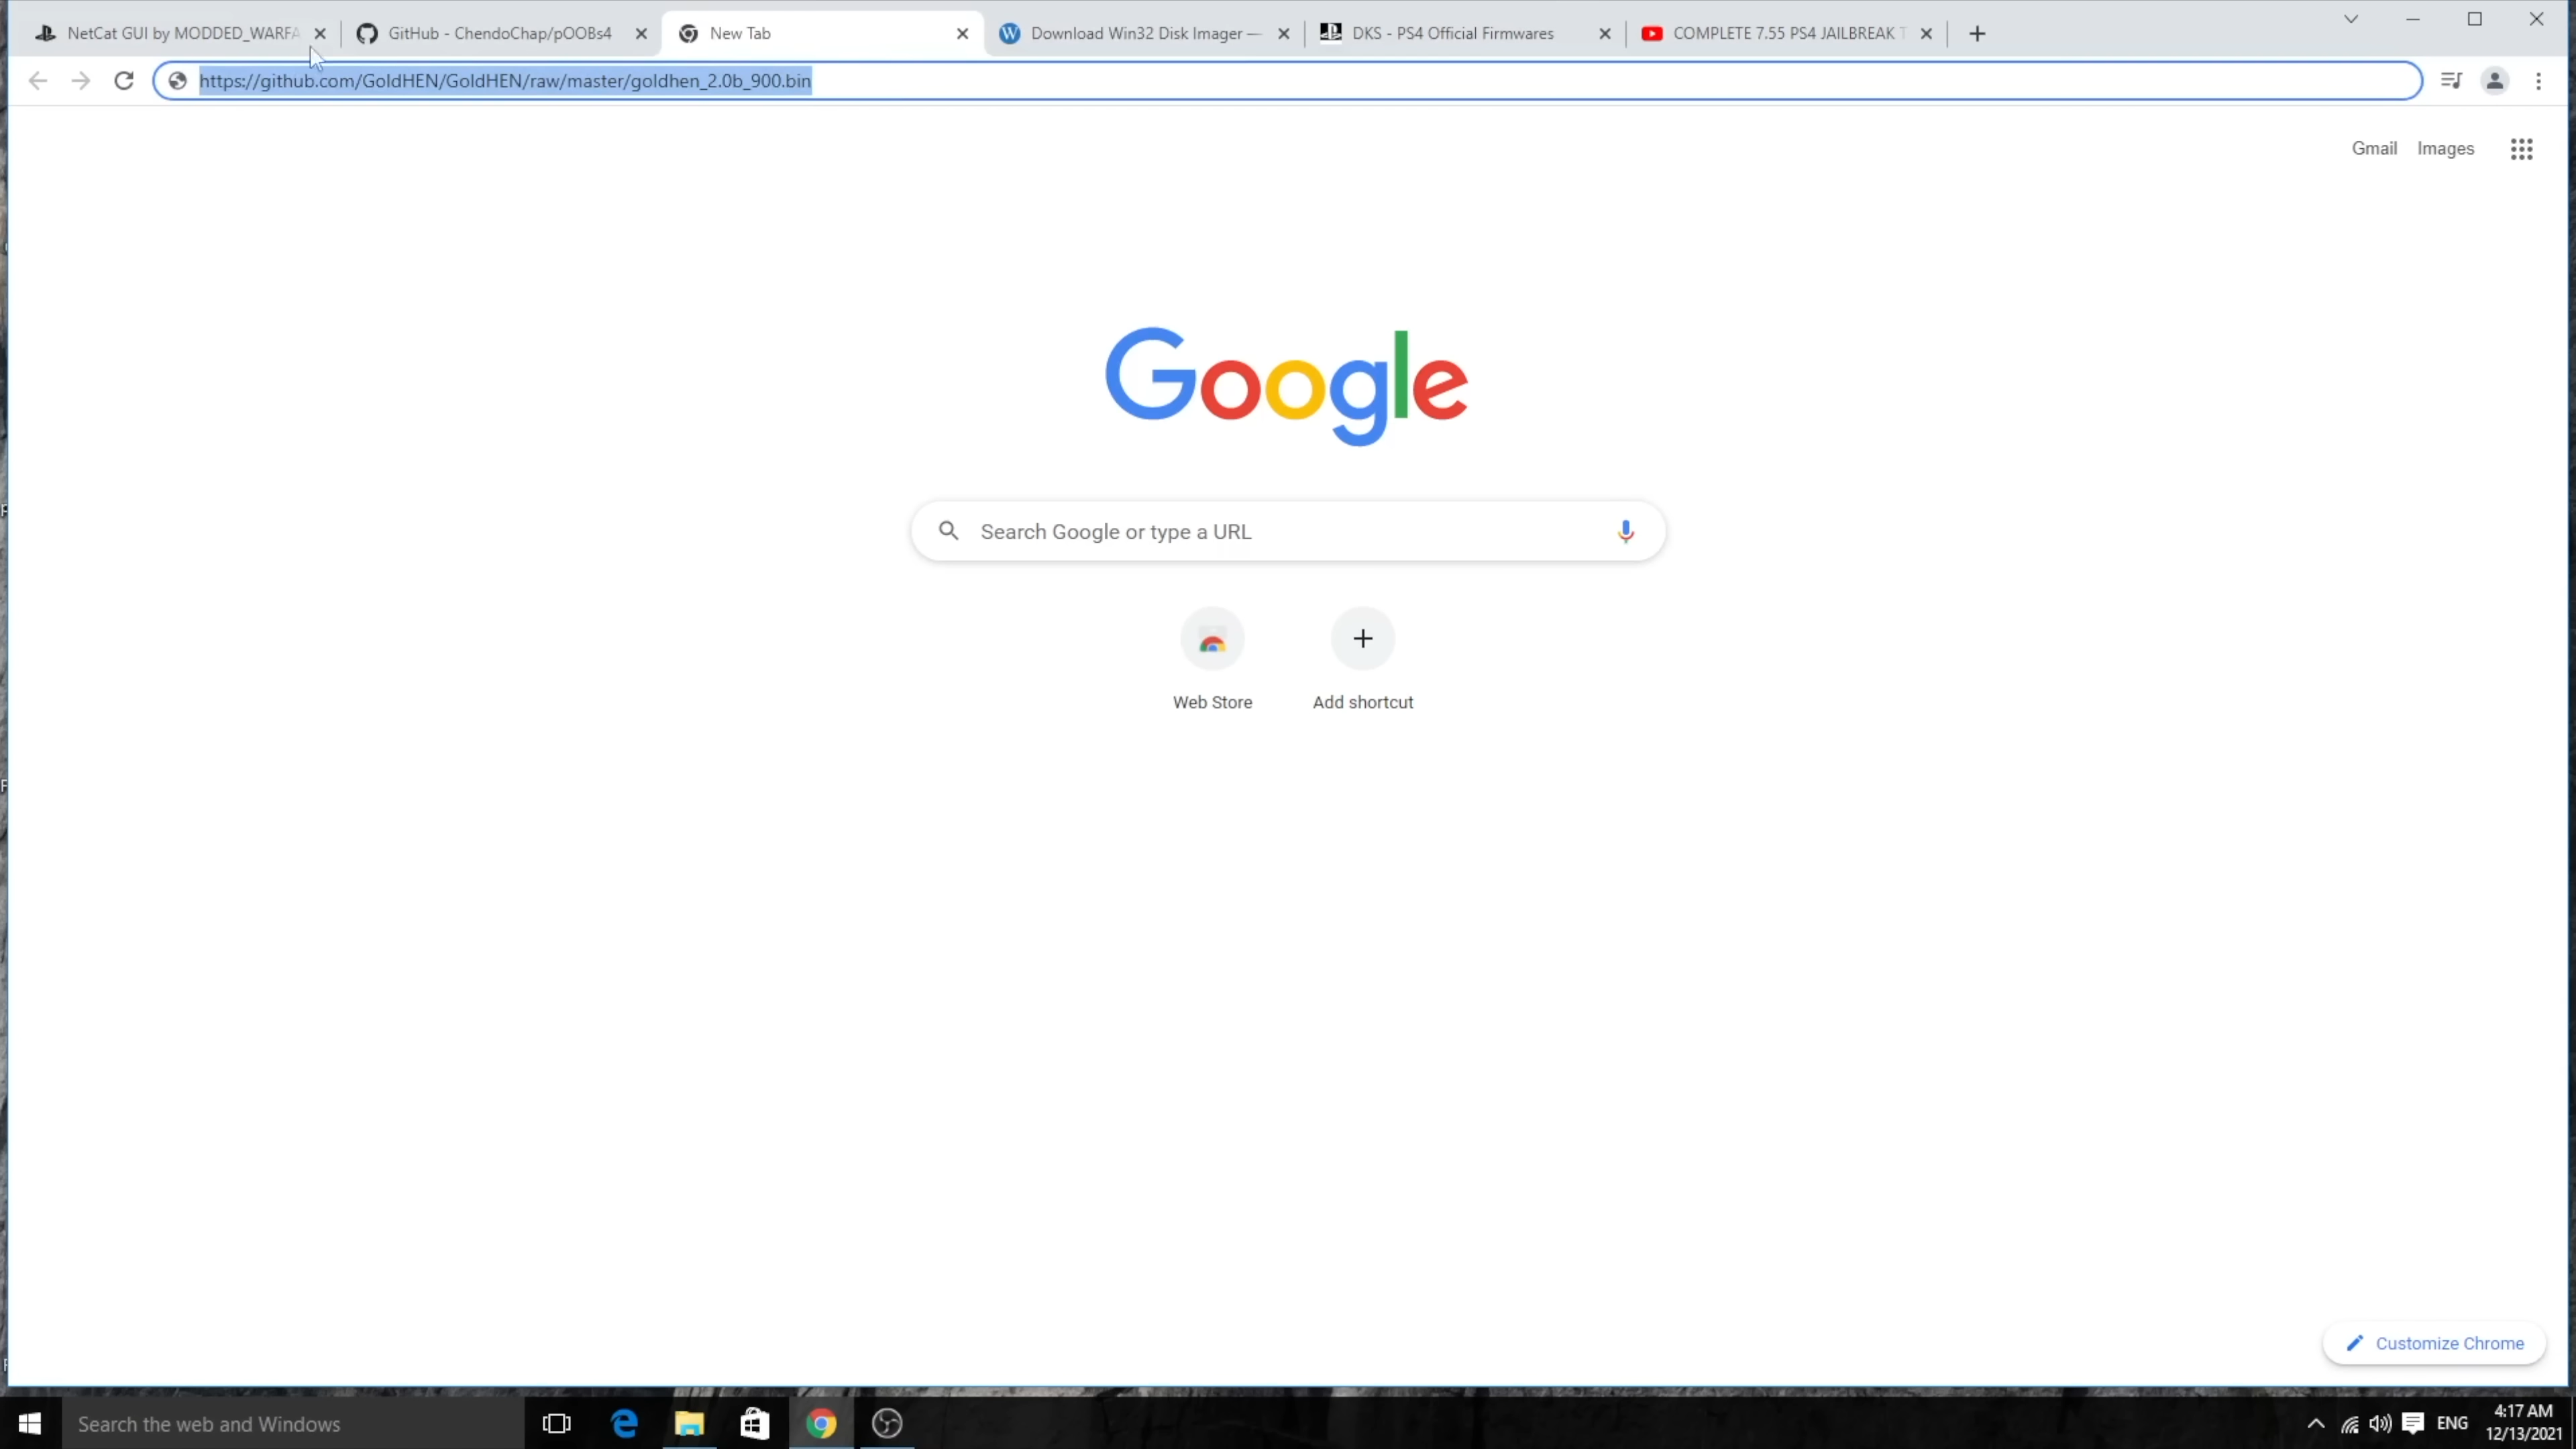 NetCat GUI by MODDED_WARFA
GitHub - ChendoChap/pOOBs4
New Tab
Download Win32 Disk Imager —
DKS - PS4 Official Firmwares
COMPLETE 7.55 PS4 JAILBREAK T
https://github.com/GoldHEN/GoldHEN/raw/master/goldhen_2.0b_900.bin
Gmail Images
Google
Search Google or type a URL
Web Store
Add shortcut
Customize Chrome
Search the web and Windows
ENG
4:17 AM
12/13/2021